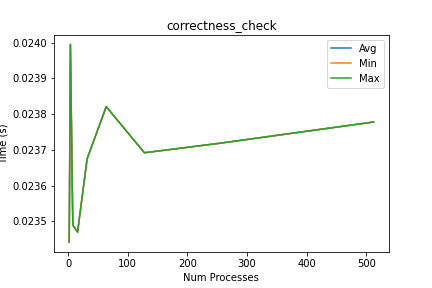 correctness_check
Avg
Min
Max
0.0240
0.0239
0.0238
0.0237
0.0236
0.0235
Time (s)
0 100 200 300 400 500
Num Processes